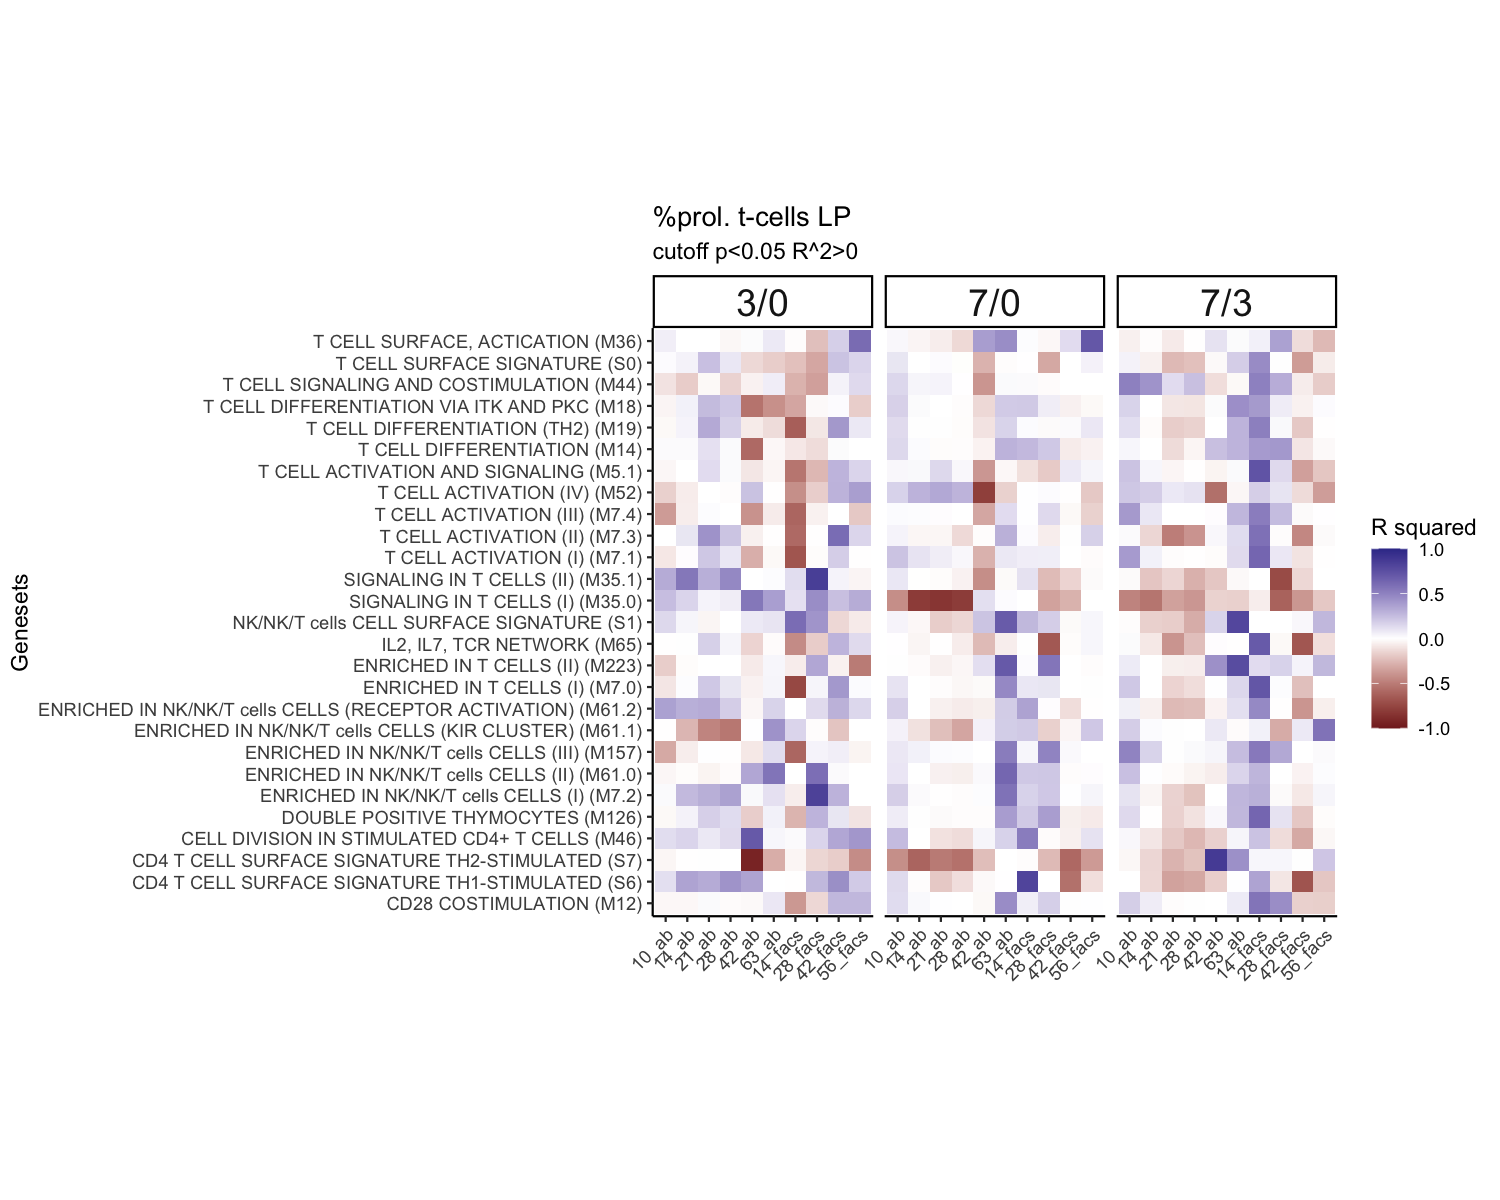 %prol. t-cells LP
cutoff p<0.05 R^2>0
3/0
7/0
7/3
Genesets
T CELL SURFACE, ACTICATION (M36)
T CELL SURFACE SIGNATURE (S0)
T CELL SIGNALING AND COSTIMULATION (M44)
T CELL DIFFERENTIATION VIA ITK AND PKC (M18)
T CELL DIFFERENTIATION (TH2) (M19)
T CELL DIFFERENTIATION (M14)
T CELL ACTIVATION AND SIGNALING (M5.1)
T CELL ACTIVATION (IV) (M52)
T CELL ACTIVATION (III) (M7.4)
T CELL ACTIVATION (II) (M7.3)
T CELL ACTIVATION (I) (M7.1)
SIGNALING IN T CELLS (II) (M35.1)
SIGNALING IN T CELLS (I) (M35.0)
NK/NK/T cells CELL SURFACE SIGNATURE (S1)
IL2, IL7, TCR NETWORK (M65)
ENRICHED IN T CELLS (II) (M223)
ENRICHED IN T CELLS (I) (M7.0)
ENRICHED IN NK/NK/T cells CELLS (RECEPTOR ACTIVATION) (M61.2)
ENRICHED IN NK/NK/T cells CELLS (KIR CLUSTER) (M61.1)
ENRICHED IN NK/NK/T cells CELLS (III) (M157)
ENRICHED IN NK/NK/T cells CELLS (II) (M61.0)
ENRICHED IN NK/NK/T cells CELLS (I) (M7.2)
DOUBLE POSITIVE THYMOCYTES (M126)
CELL DIVISION IN STIMULATED CD4+ T CELLS (M46)
CD4 T CELL SURFACE SIGNATURE TH2-STIMULATED (S7)
CD4 T CELL SURFACE SIGNATURE TH1-STIMULATED (S6)
CD28 COSTIMULATION (M12)
10_ab
14_ab
21_ab
28_ab
42_ab
63_ab
14_facs
28_facs
42_facs
56_facs
10_ab
14_ab
21_ab
28_ab
42_ab
63_ab
14_facs
28_facs
42_facs
56_facs
10_ab
14_ab
21_ab
28_ab
42_ab
63_ab
14_facs
28_facs
42_facs
56_facs
R squared
1.0
0.5
0.0
-0.5
-1.0